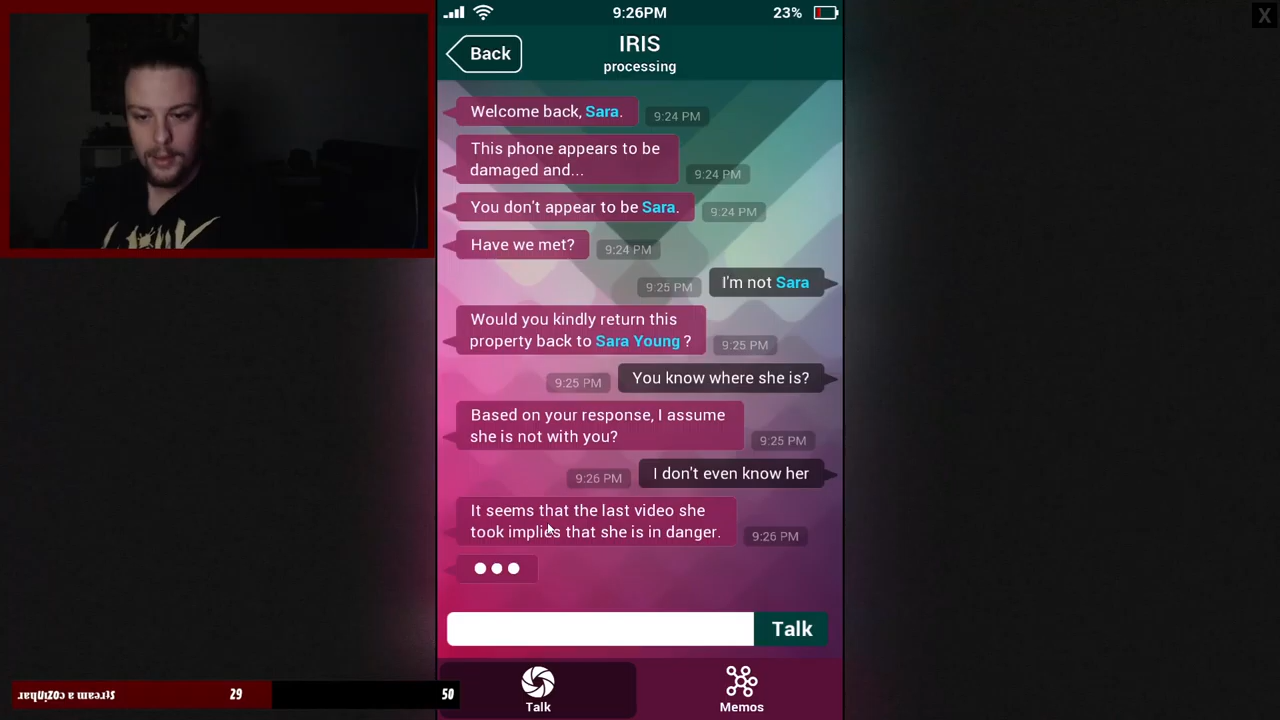 9:26PM
23%
X
Back
IRIS
processing
Welcome back, Sara.
9:24 PM
This phone appears to be
damaged and...
9:24 PM
You don't appear to be Sara.
9:24 PM
Have we met?
9:24 PM
9:25 PM
I'm not Sara
Would you kindly return this
property back to Sara Young ?
9:25 PM
9:25 PM
You know where she is?
Based on your response, I assume
she is not with you?
9:25 PM
9:26 PM
I don't even know her
It seems that the last video she
took implies that she is in danger.
9:26 PM
Talk
Talk
Memos
Stream a cozinhar
29
50